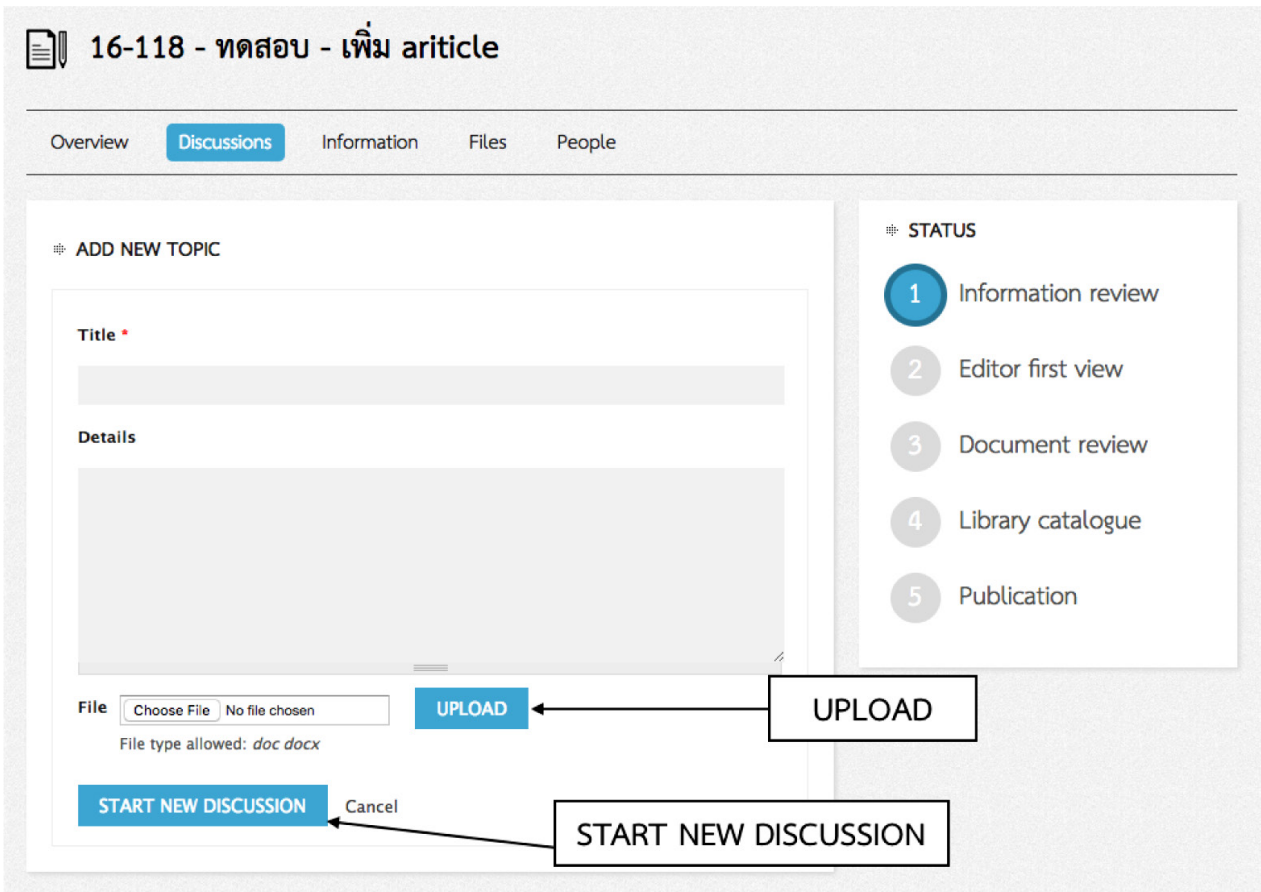 16-118 - ทดสอบ - เพิ่ม ariticle
Overview Discussions Information Files People
ADD NEW TOPIC
Title *
Details
File Choose File No file chosen UPLOAD
File type allowed: doc docx
START NEW DISCUSSION Cancel
STATUS
1 Information review
2 Editor first view
3 Document review
4 Library catalogue
5 Publication
UPLOAD
START NEW DISCUSSION